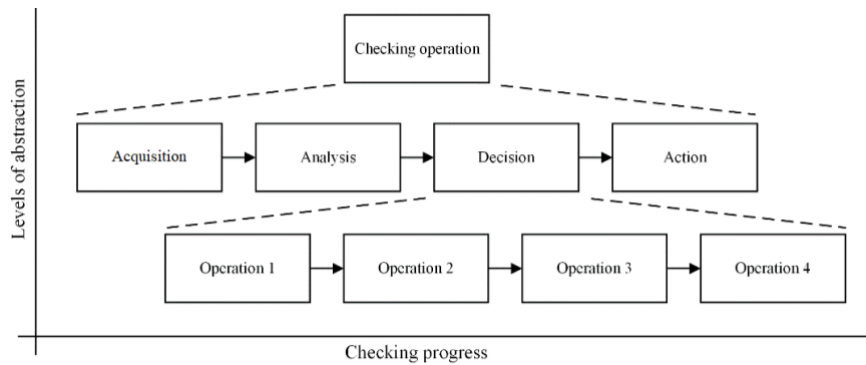 Checking operation
Levels of abstraction
Acquisition
Analysis
Decision
Action
Operation 1
Operation 2
Operation 3
Operation 4
Checking progress